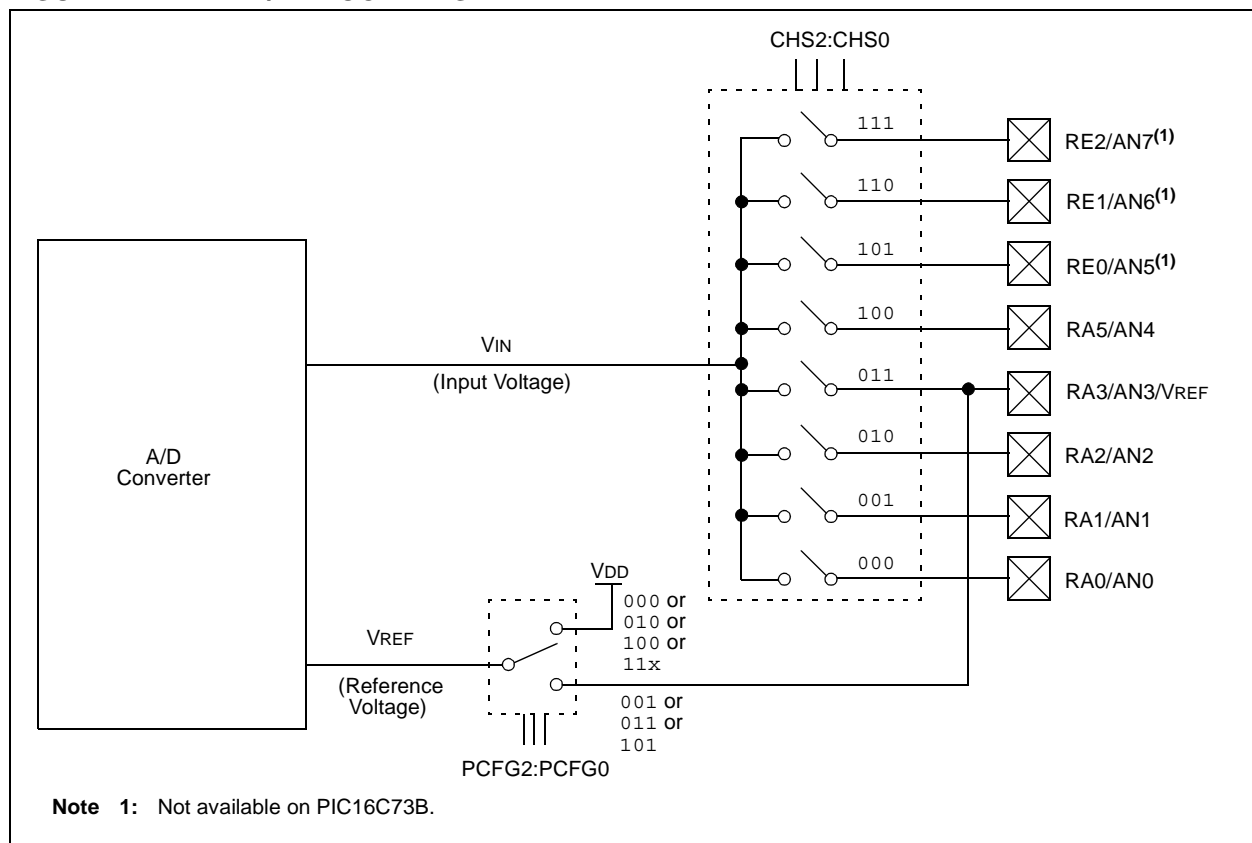 CHS2:CHS0
111
RE2/AN7(1)
110
RE1/AN6(1)
101
RE0/AN5(1)
100
RA5/AN4
VIN
(Input Voltage)
011
RA3/AN3/VREF
A/D
Converter
010
RA2/AN2
001
RA1/AN1
000
RA0/AN0
VDD
000 or
010 or
100 or
11x
VREF
(Reference
Voltage)
001 or
011 or
101
PCFG2:PCFG0
Note 1: Not available on PIC16C73B.